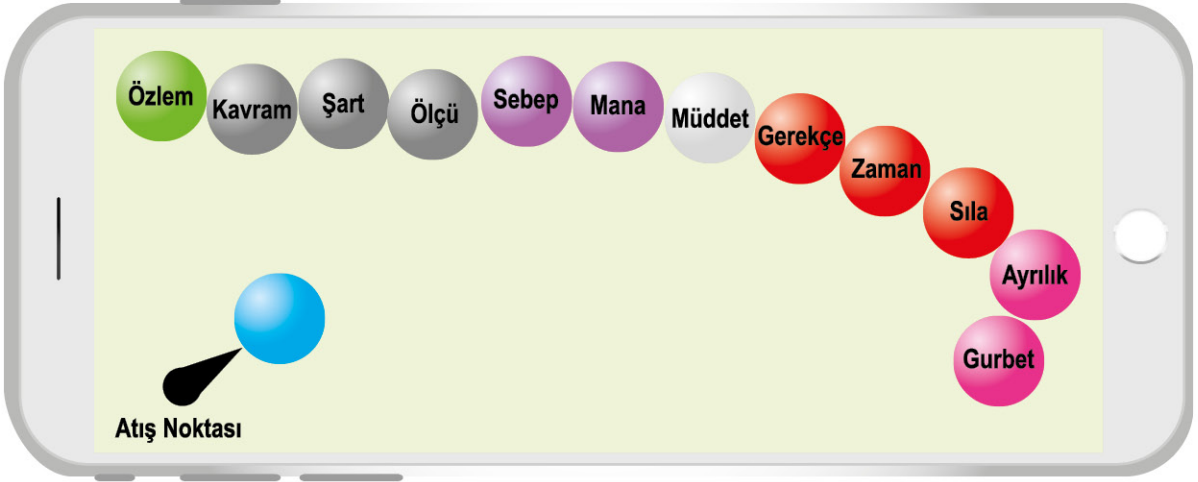 Özlem
Kavram
Şart
Ölçü
Sebep
Mana
Müddet
Gerekçe
Zaman
Sıla
Ayrılık
Gurbet
Atış Noktası